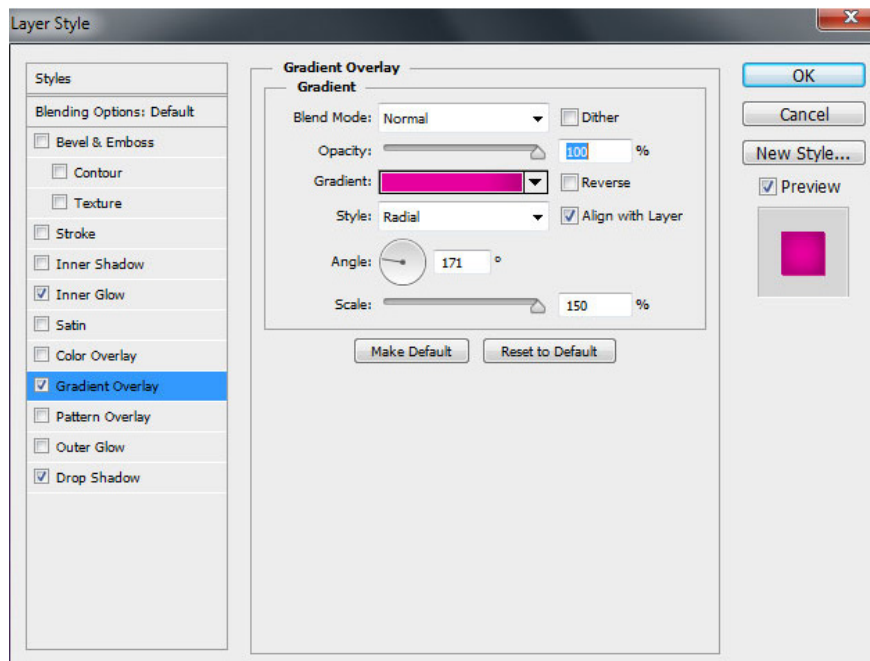 Layer Style
X
Styles
Blending Options: Default
Bevel & Emboss
Contour
Texture
Stroke
Inner Shadow
Inner Glow
Satin
Color Overlay
Gradient Overlay
Pattern Overlay
Outer Glow
Drop Shadow
Gradient Overlay
Gradient
Blend Mode: Normal Dither
Opacity: 100 %
Gradient: Reverse
Style: Radial Align with Layer
Angle: 171 °
Scale: 150 %
Make Default Reset to Default
OK
Cancel
New Style...
Preview